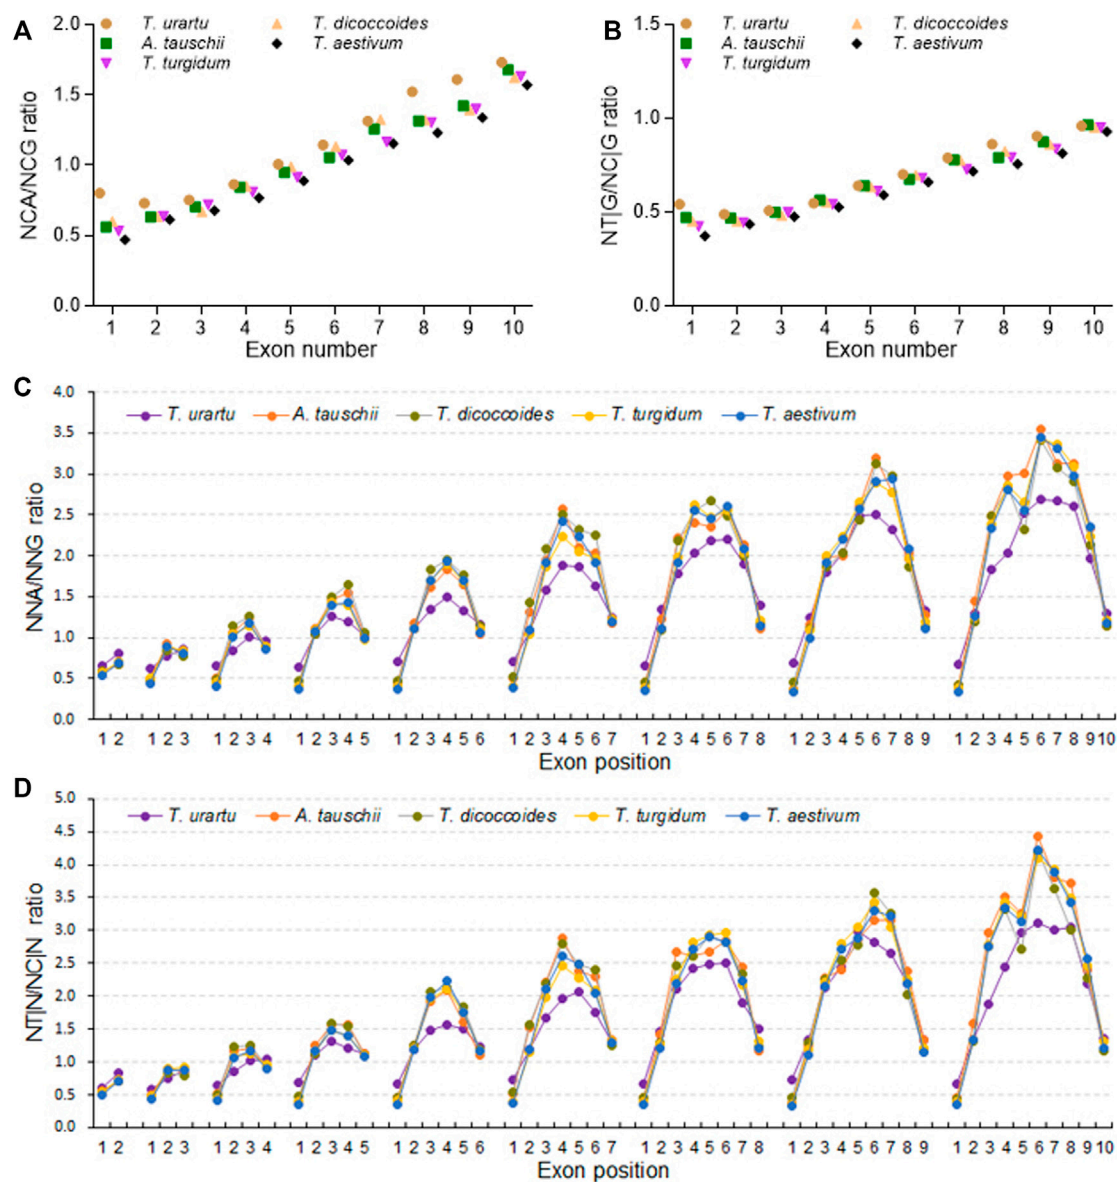 A
T. urartu
T. dicoccoides
A. tauschii
T. aestivum
T. turgidum
NCA/NCG ratio
2.0
1.5
1.0
0.5
0.0
1 2 3 4 5 6 7 8 9 10
Exon number
B
T. urartu
T. dicoccoides
A. tauschii
T. aestivum
T. turgidum
NT|G/NC|G ratio
1.5
1.0
0.5
0.0
1 2 3 4 5 6 7 8 9 10
Exon number
C
T. urartu A. tauschii T. dicoccoides T. turgidum T. aestivum
NNA/NNG ratio
4.0
3.5
3.0
2.5
2.0
1.5
1.0
0.5
0.0
1 2 1 2 3 1 2 3 4 1 2 3 4 5 1 2 3 4 5 6 1 2 3 4 5 6 7 1 2 3 4 5 6 7 8 1 2 3 4 5 6 7 8 9 1 2 3 4 5 6 7 8 9 10
Exon position
D
T. urartu A. tauschii T. dicoccoides T. turgidum T. aestivum
NT|N/NC|N ratio
5.0
4.5
4.0
3.5
3.0
2.5
2.0
1.5
1.0
0.5
0.0
1 2 1 2 3 1 2 3 4 1 2 3 4 5 1 2 3 4 5 6 1 2 3 4 5 6 7 1 2 3 4 5 6 7 8 1 2 3 4 5 6 7 8 9 1 2 3 4 5 6 7 8 9 10
Exon position